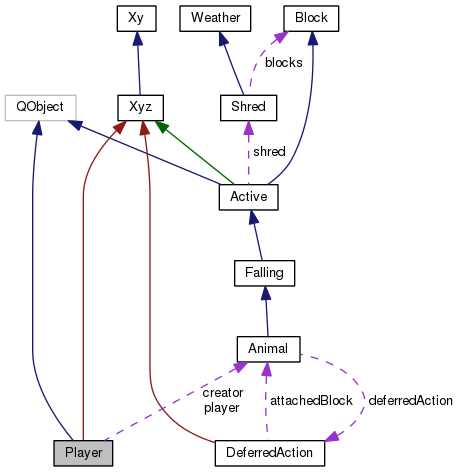 Xy
Weather
Block
blocks
QObject
Xyz
Shred
shred
Active
Falling
Animal
creator
player
attachedBlock
deferredAction
Player
DeferredAction